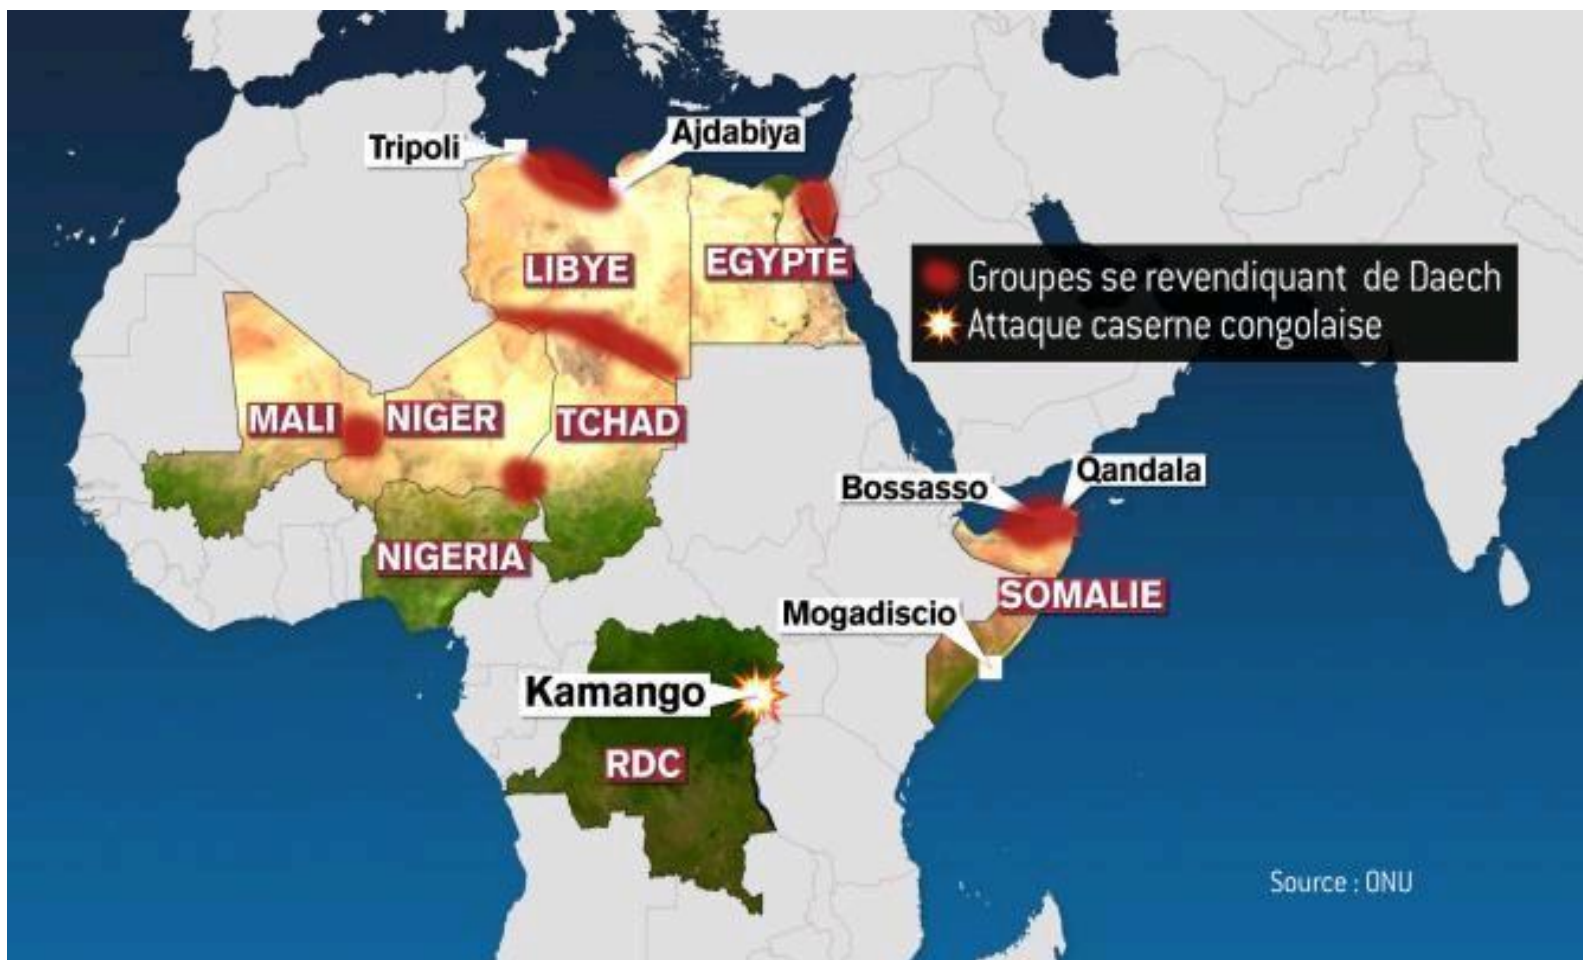 Tripoli
Ajdabiya
LIBYE
EGYPTE
Groupes se revendiquant de Daech
Attaque caserne congolaise
MALI
NIGER
TCHAD
Bossasso
Qandala
NIGERIA
SOMALIE
Mogadiscio
Kamango
RDC
Source : ONU